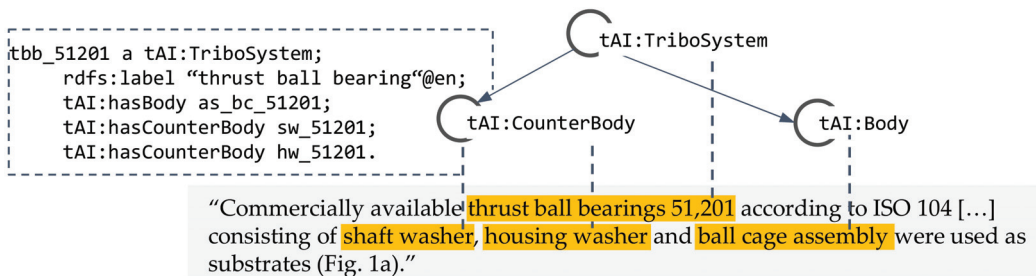 tbb_51201 a tAI:TriboSystem;
rdfs:label “thrust ball bearing“@en;
tAI:hasBody as_bc_51201;
tAI:hasCounterBody sw_51201;
tAI:hasCounterBody hw_51201.
tAI:TriboSystem
tAI:CounterBody
tAI:Body
“Commercially available thrust ball bearings 51,201 according to ISO 104 […]
consisting of shaft washer, housing washer and ball cage assembly were used as
substrates (Fig. 1a).”